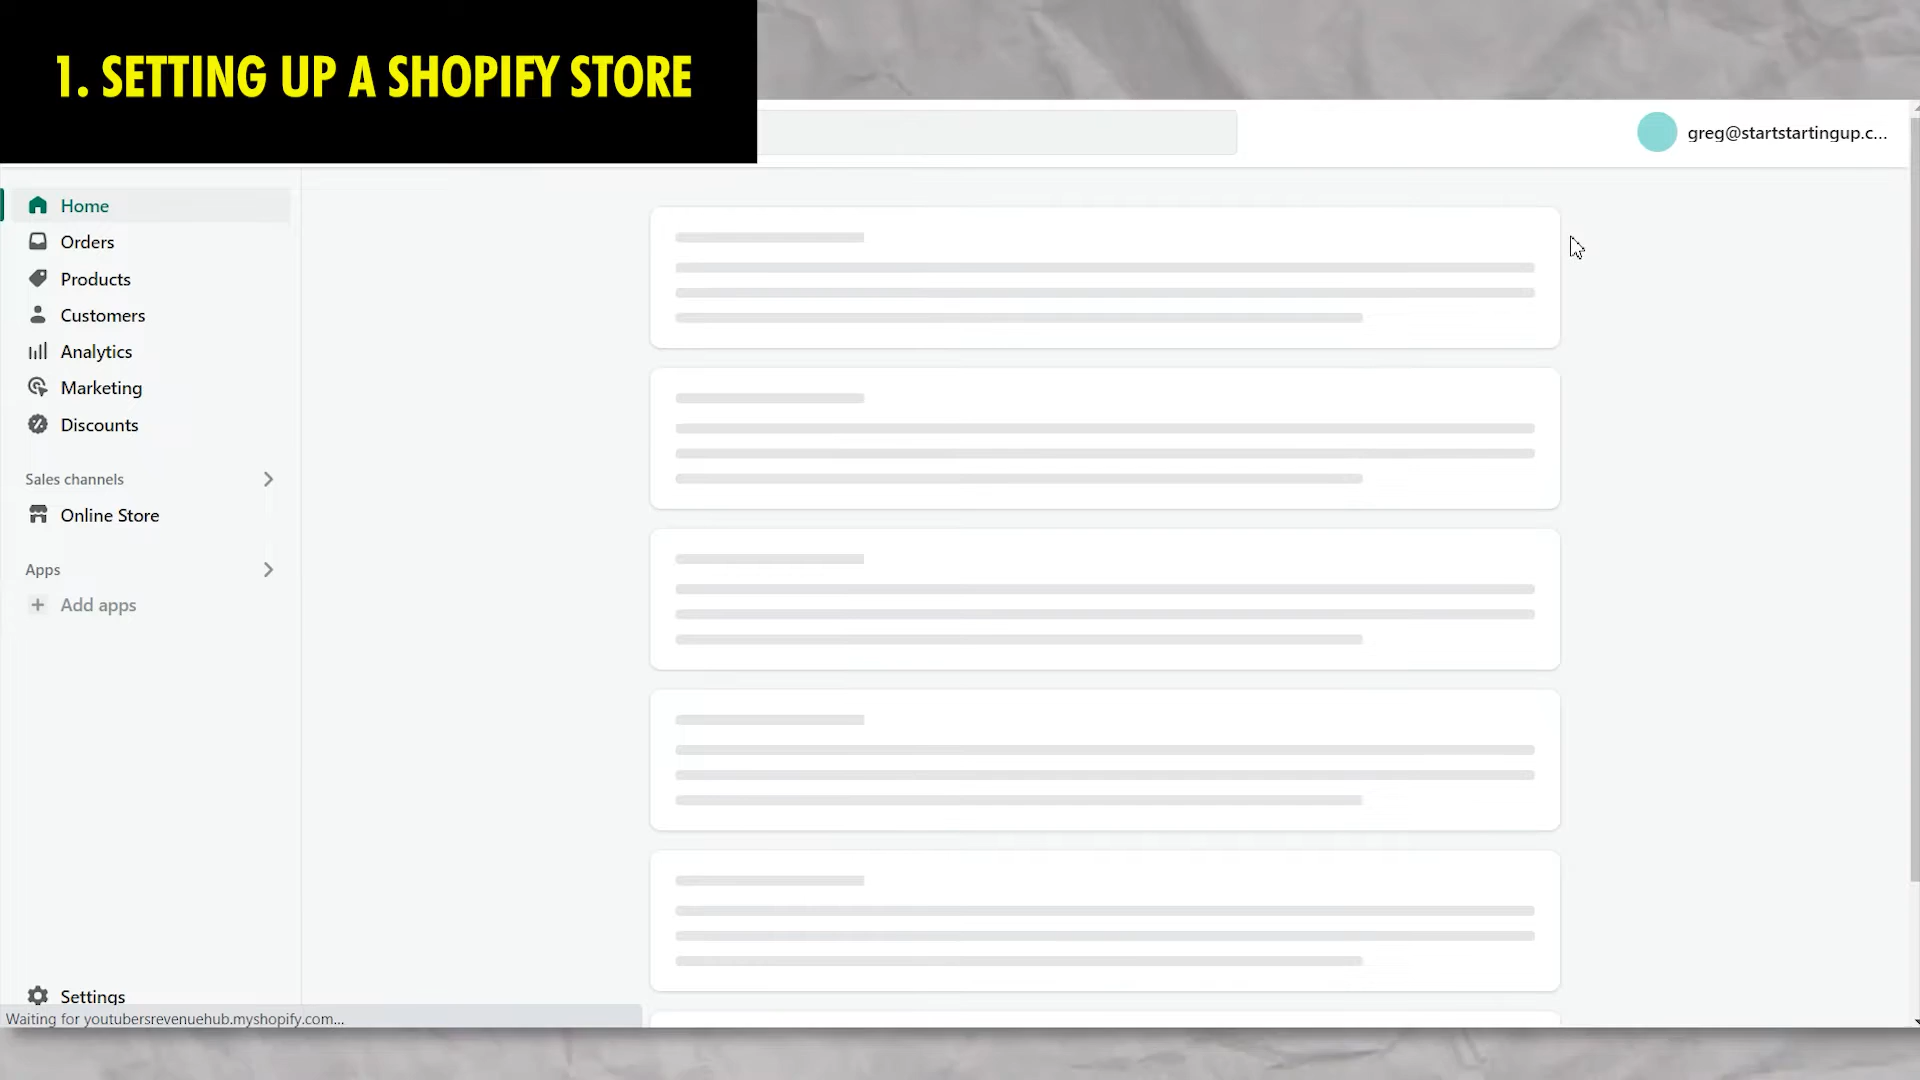 1. SETTING UP A SHOPIFY STORE
greg@startstartingup.c...
Home
Orders
Products
Customers
Analytics
Marketing
Discounts
Sales channels
Online Store
Apps
Add apps
Settings
Waiting for youtubersrevenuehub.myshopify.com...